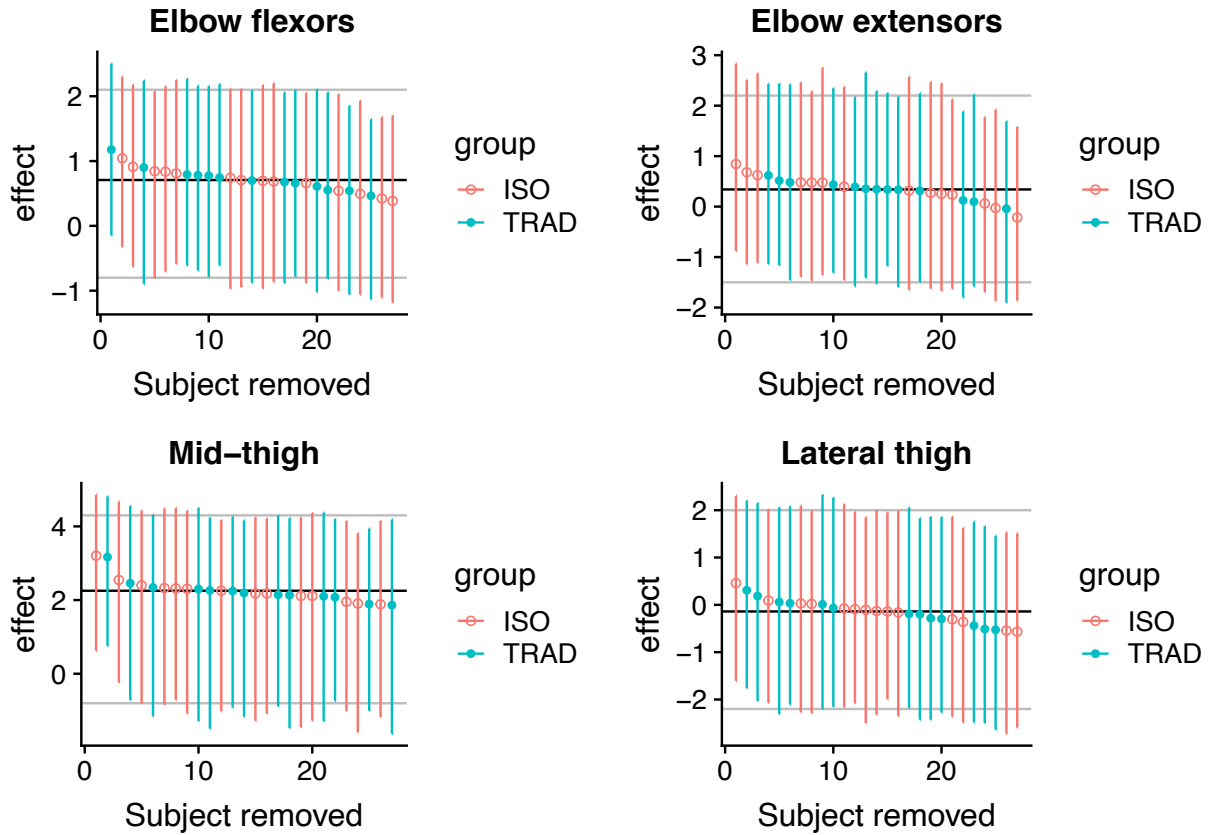 Elbow flexors
effect
2
1
0
−1
0
10
20
Subject removed
group
ISO
TRAD
Elbow extensors
effect
3
2
1
0
−1
−2
0
10
20
Subject removed
group
ISO
TRAD
Mid−thigh
effect
4
2
0
0
10
20
Subject removed
group
ISO
TRAD
Lateral thigh
effect
2
0
−1
−2
0
10
20
Subject removed
group
ISO
TRAD